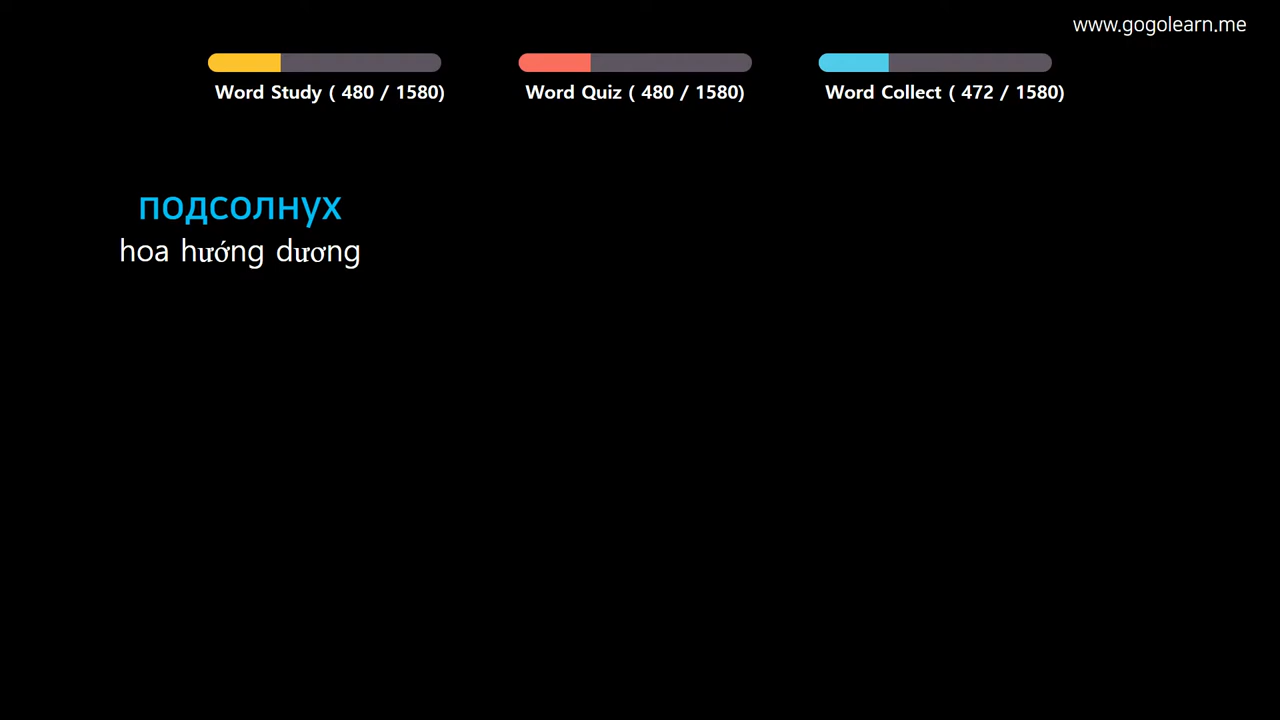 www.gogolearn.me
Word Study ( 480 / 1580)
Word Quiz ( 480 / 1580)
Word Collect ( 472 / 1580)
подсолнух
hoa hướng dương